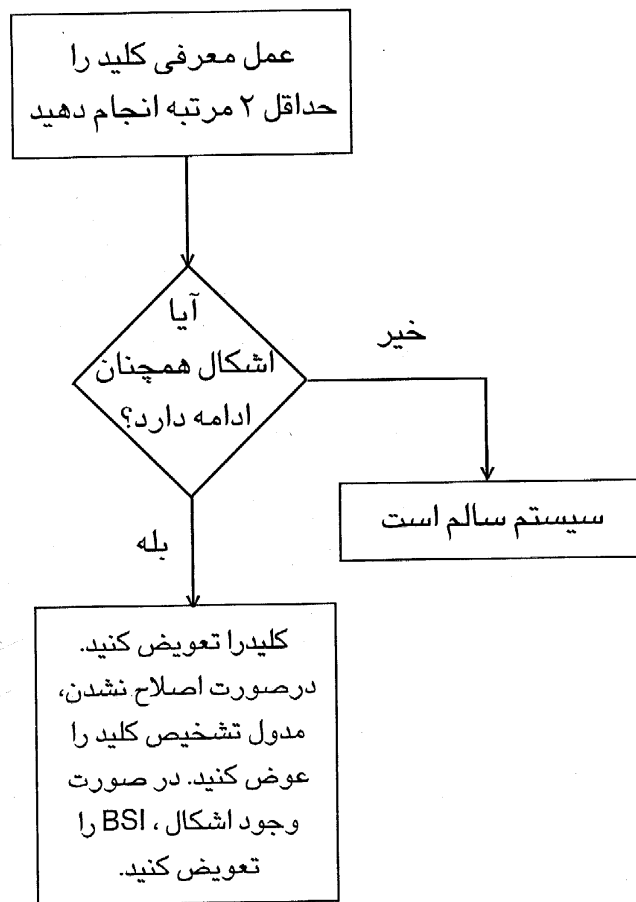 عمل معرفی کلید را
حداقل ۲ مرتبه انجام دهید
آیا
اشکال همچنان
ادامه دارد؟
خیر
سیستم سالم است
بله
کلیدرا تعویض کنید.
درصورت اصلاح نشدن،
مدول تشخیص کلید را
عوض کنید. در صورت
وجود اشکال ، BSI را
تعویض کنید.